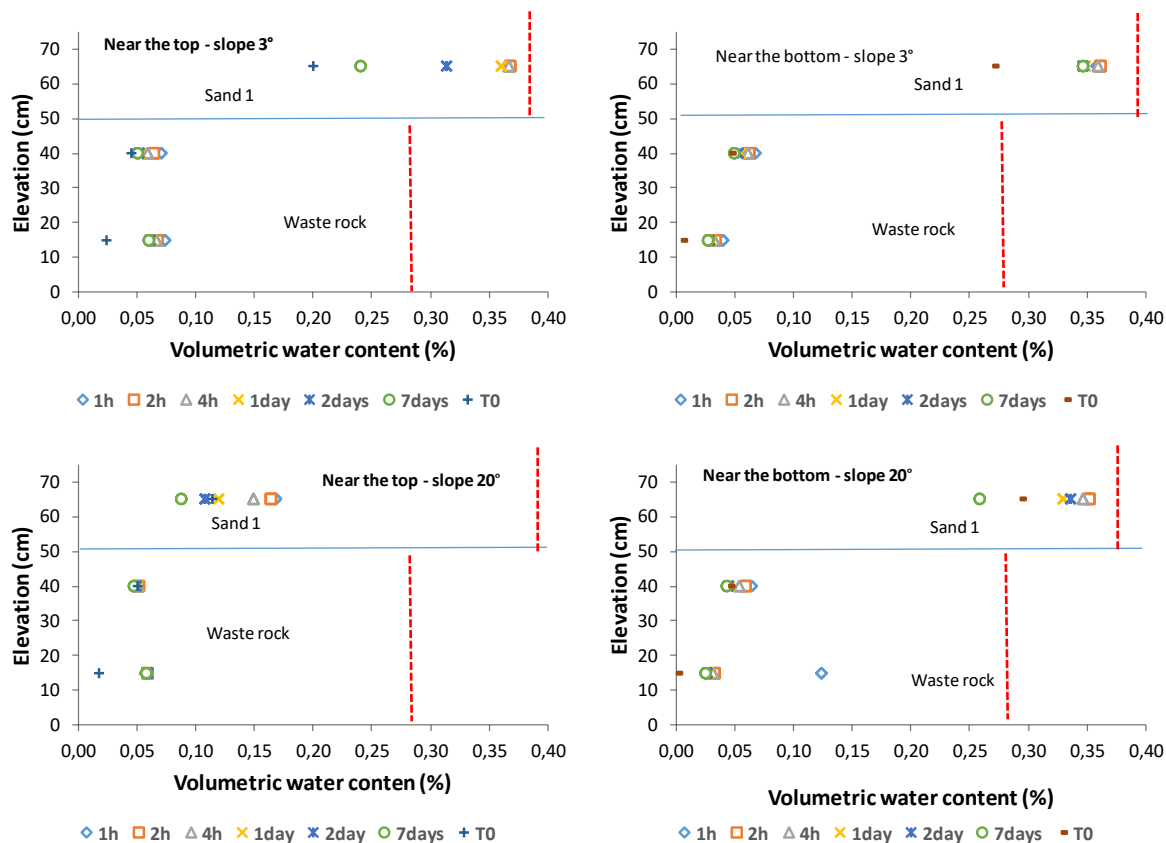 Near the top - slope 3°
Sand 1
Waste rock
Elevation (cm)
70
60
50
40
30
20
10
0
0,00 0,05 0,10 0,15 0,20 0,25 0,30 0,35 0,40
Volumetric water content (%)
1h 2h 4h 1day 2days 7days T0
Near the bottom - slope 3°
Sand 1
Waste rock
Elevation (cm)
70
60
50
40
30
20
10
0
0,00 0,05 0,10 0,15 0,20 0,25 0,30 0,35 0,40
Volumetric water content (%)
1h 2h 4h 1day 2days 7days T0
Near the top - slope 20°
Sand 1
Waste rock
Elevation (cm)
70
60
50
40
30
20
10
0
0,00 0,05 0,10 0,15 0,20 0,25 0,30 0,35 0,40
Volumetric water conten (%)
1h 2h 4h 1day 2day 7days T0
Near the bottom - slope 20°
Sand 1
Waste rock
Elevation (cm)
70
60
50
40
30
20
10
0
0,00 0,05 0,10 0,15 0,20 0,25 0,30 0,35 0,40
Volumetric water content (%)
1h 2h 4h 1day 2day 7days T0